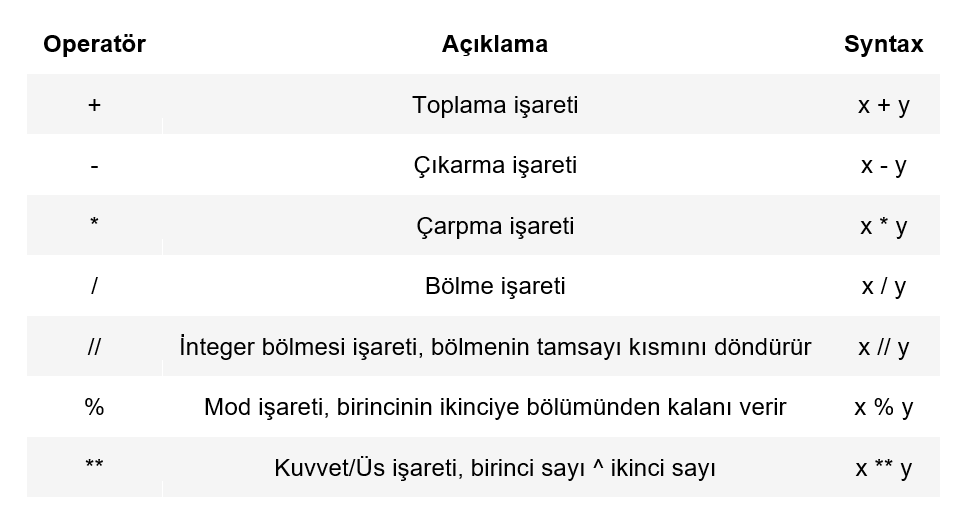 Operatör Açıklama Syntax
+ Toplama işareti x + y
- Çıkarma işareti x - y
* Çarpma işareti x * y
/ Bölme işareti x / y
// İnteger bölmesi işareti, bölmenin tamsayı kısmını döndürür x // y
% Mod işareti, birincinin ikinciye bölümünden kalanı verir x % y
** Kuvvet/Üs işareti, birinci sayı ^ ikinci sayı x ** y